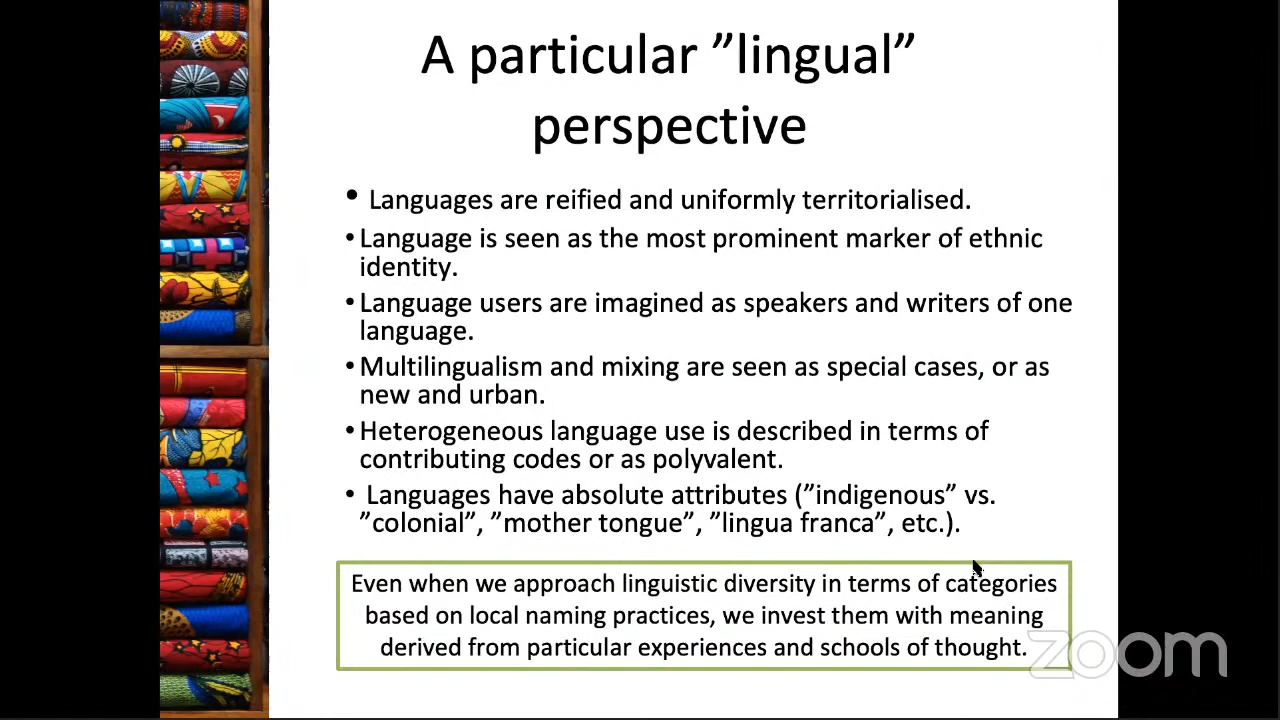 A particular ”lingual”
perspective
• Languages are reified and uniformly territorialised.
• Language is seen as the most prominent marker of ethnic
identity.
• Language users are imagined as speakers and writers of one
language.
• Multilingualism and mixing are seen as special cases, or as
new and urban.
• Heterogeneous language use is described in terms of
contributing codes or as polyvalent.
• Languages have absolute attributes (”indigenous” vs.
”colonial”, ”mother tongue”, ”lingua franca”, etc.).
Even when we approach linguistic diversity in terms of categories
based on local naming practices, we invest them with meaning
derived from particular experiences and schools of thought.
zoom